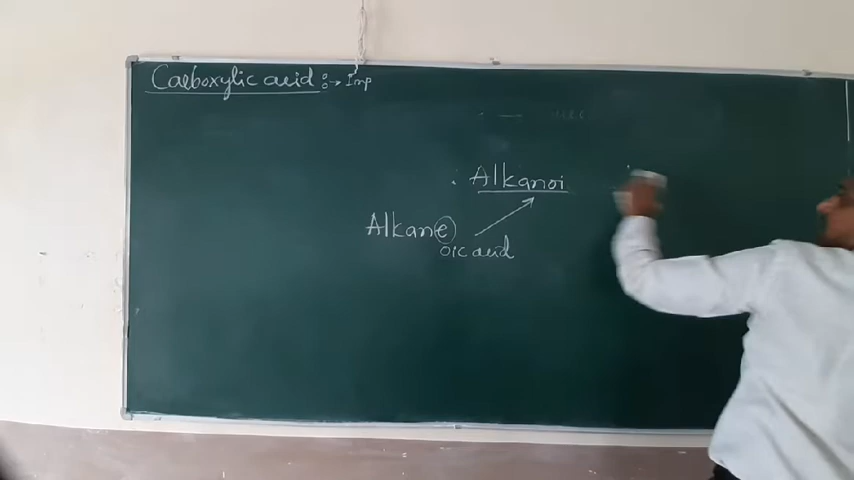 Carboxylic acid :→ Imp
Alkanoi
Alkane
oic acid